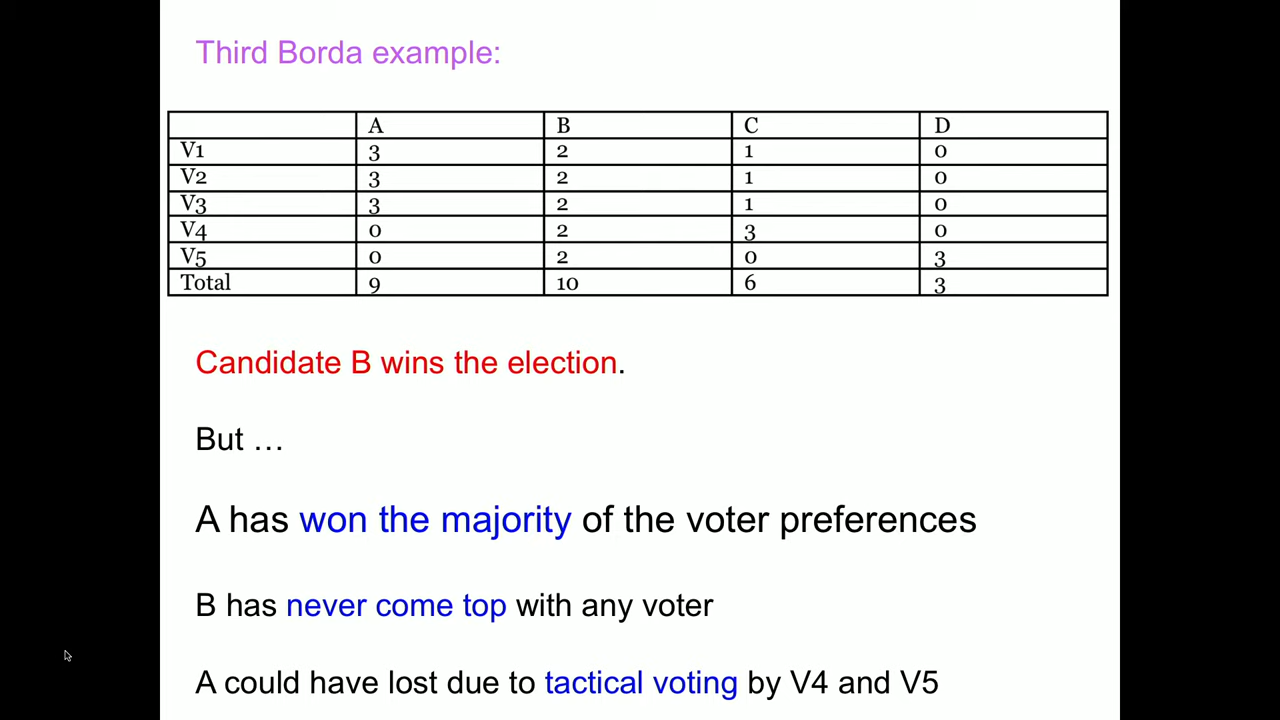 Third Borda example:
A B C D
V1 3 2 1 0
V2 3 2 1 0
V3 3 2 1 0
V4 0 2 3 0
V5 0 2 0 3
Total 9 10 6 3
Candidate B wins the election.
But …
A has won the majority of the voter preferences
B has never come top with any voter
A could have lost due to tactical voting by V4 and V5